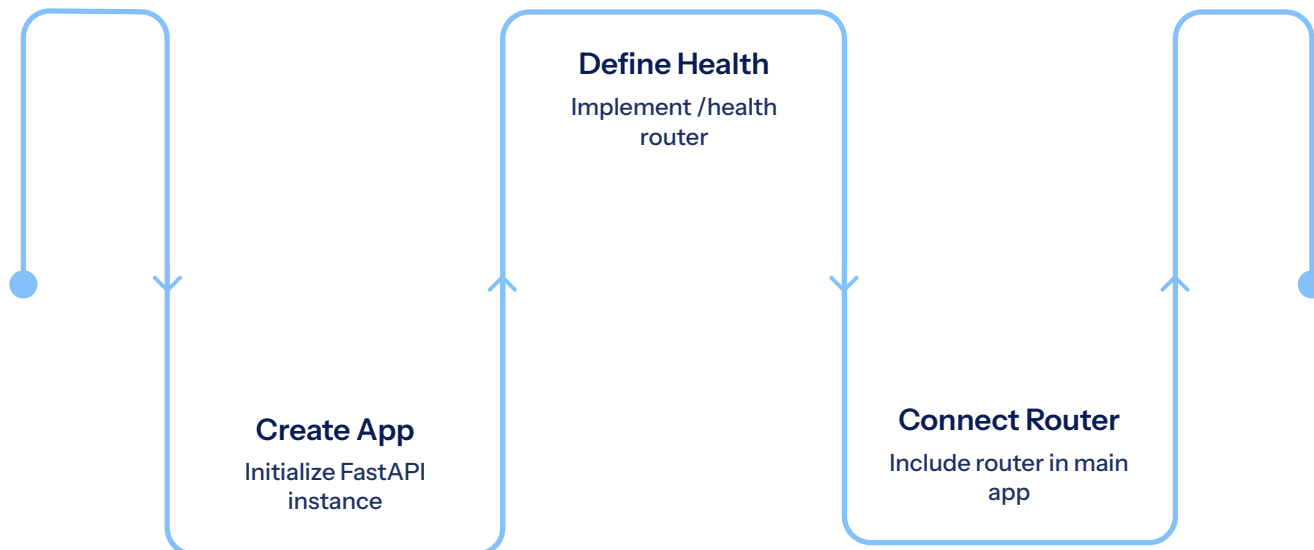 Create App
Initialize FastAPI
instance
Define Health
Implement /health
router
Connect Router
Include router in main
app